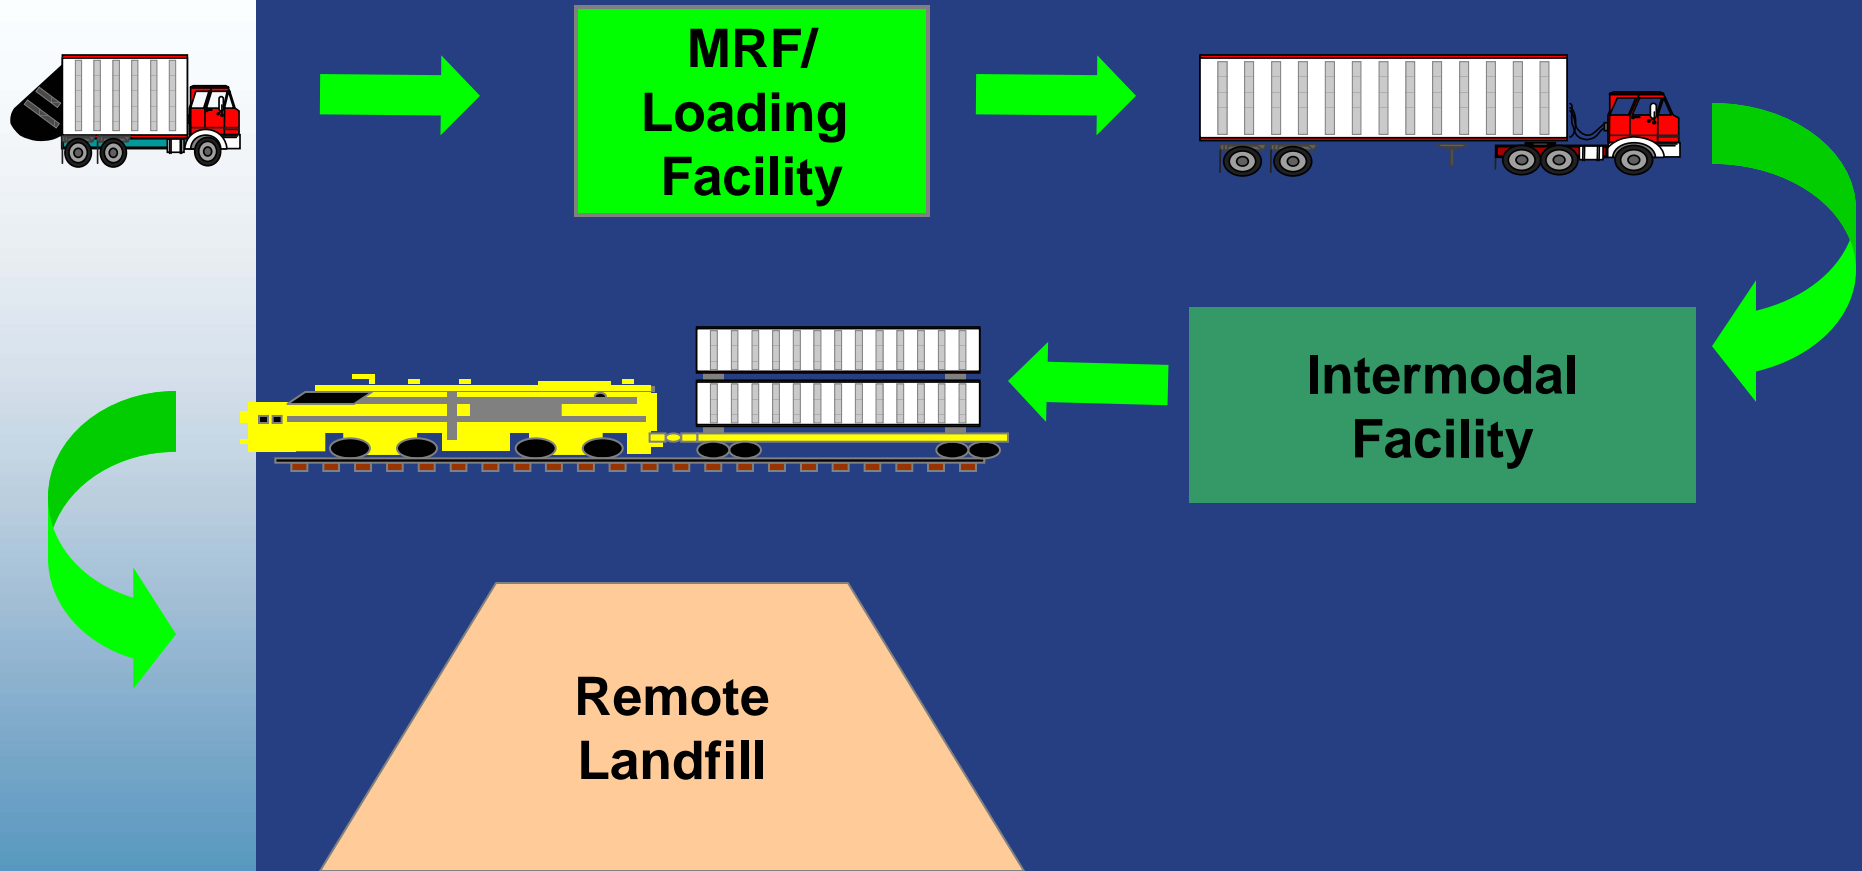 MRF/
Loading
Facility
Intermodal
Facility
Remote
Landfill